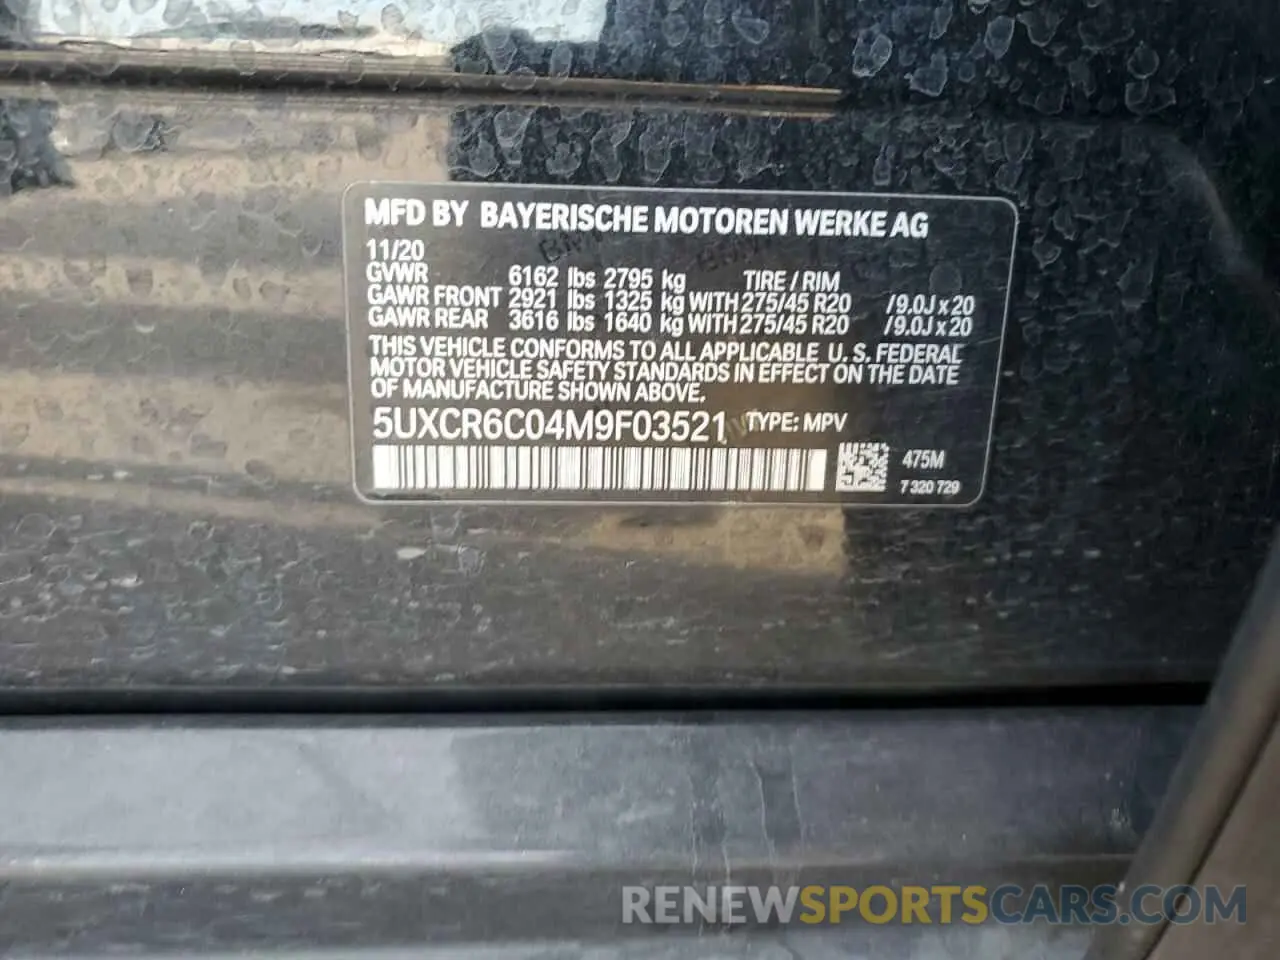 MFD BY BAYERISCHE MOTOREN WERKE AG
11/20
GVWR 6162 lbs 2795 kg TIRE / RIM
GAWR FRONT 2921 lbs 1325 kg WITH 275/45 R20 /9.0J x 20
GAWR REAR 3616 lbs 1640 kg WITH 275/45 R20 /9.0J x 20
THIS VEHICLE CONFORMS TO ALL APPLICABLE U. S. FEDERAL
MOTOR VEHICLE SAFETY STANDARDS IN EFFECT ON THE DATE
OF MANUFACTURE SHOWN ABOVE.
5UXCR6C04M9F03521 TYPE: MPV
475M
7 320 729
RENEWSPORTSCARS.COM